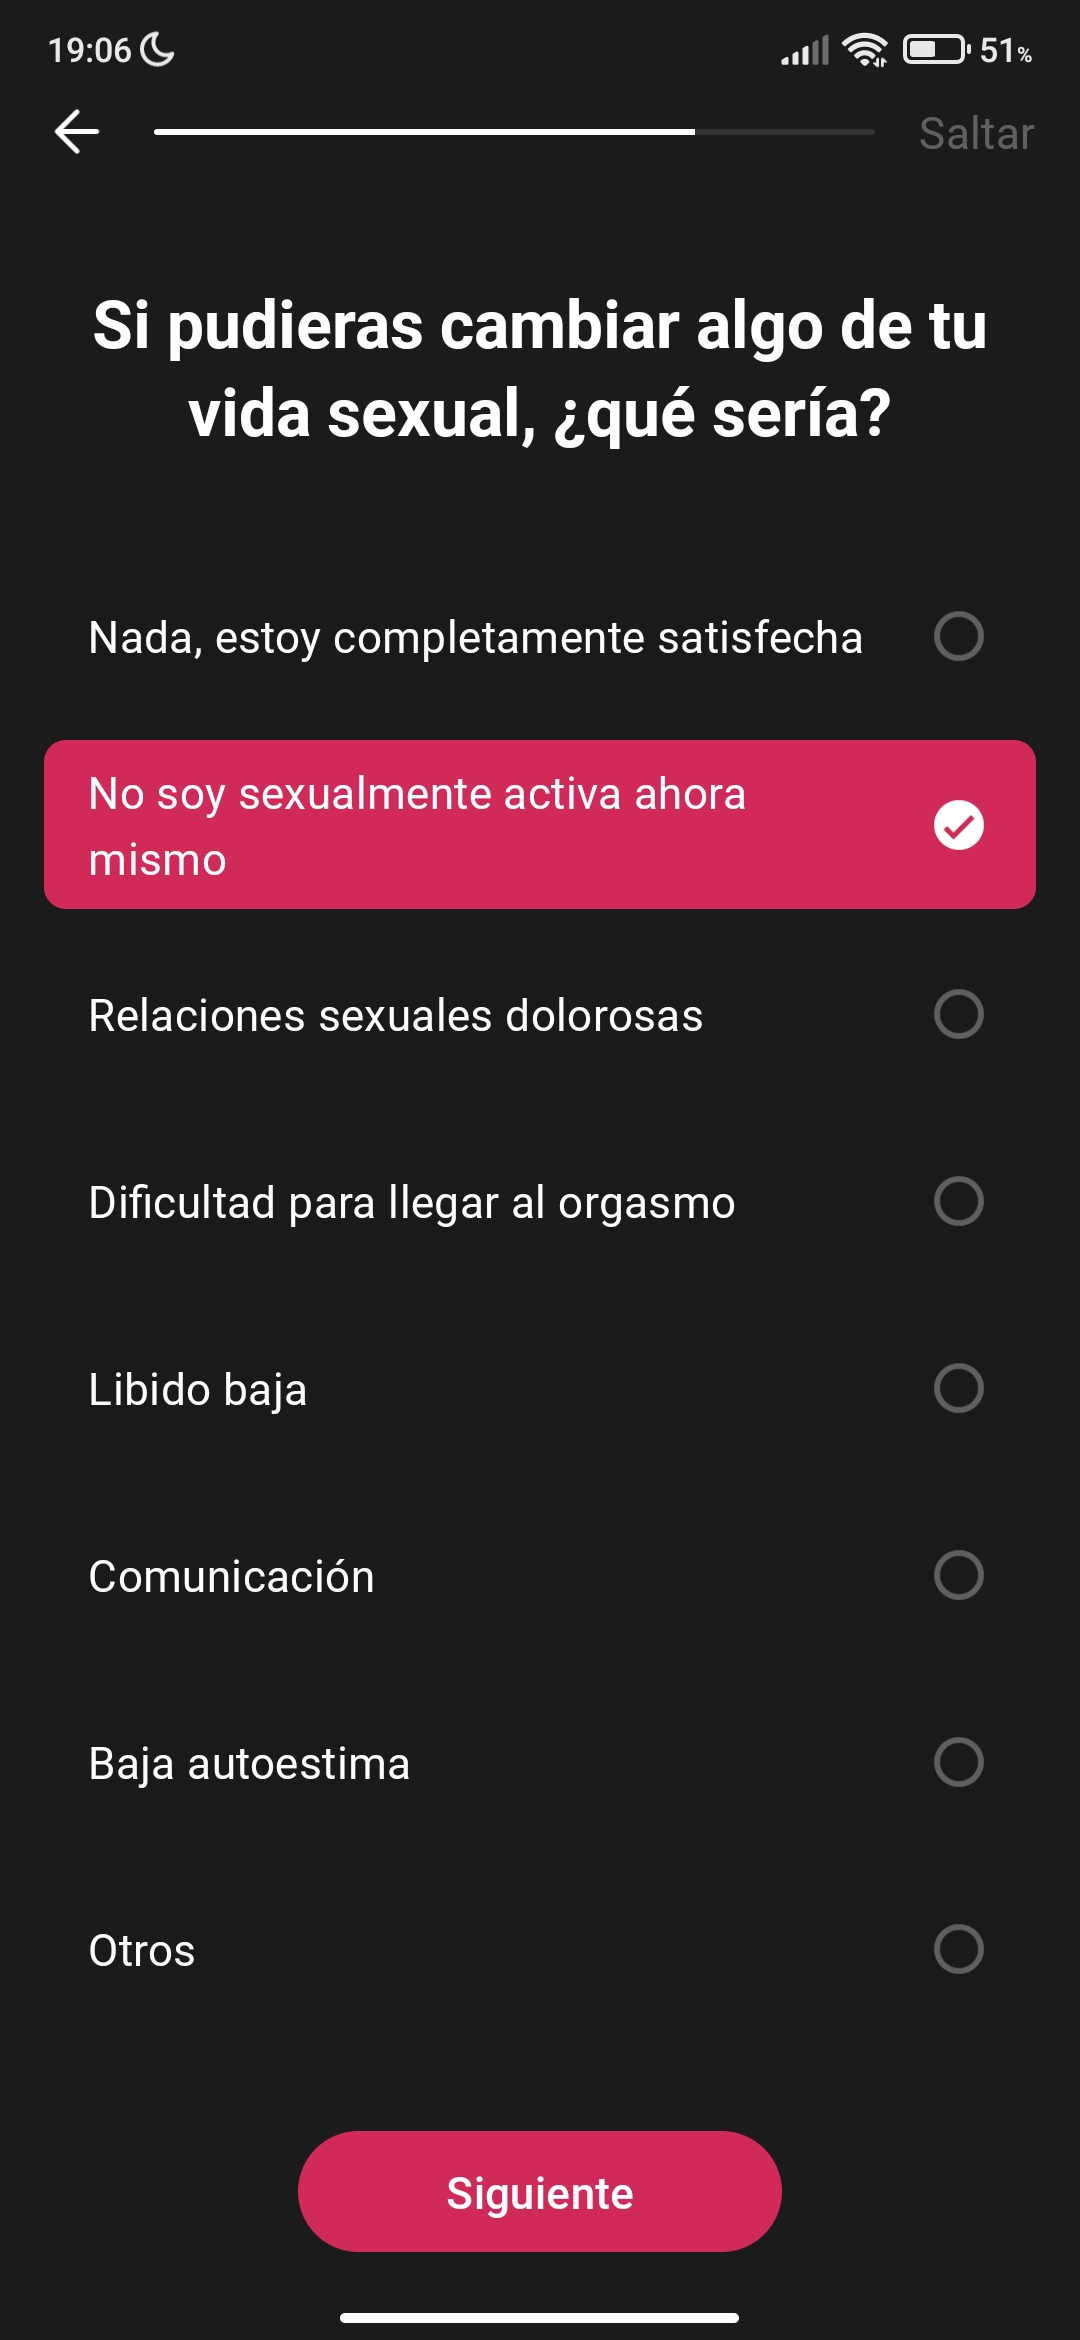 19:06 51%
Saltar
Si pudieras cambiar algo de tu
vida sexual, ¿qué sería?
Nada, estoy completamente satisfecha
No soy sexualmente activa ahora
mismo
Relaciones sexuales dolorosas
Dificultad para llegar al orgasmo
Libido baja
Comunicación
Baja autoestima
Otros
Siguiente